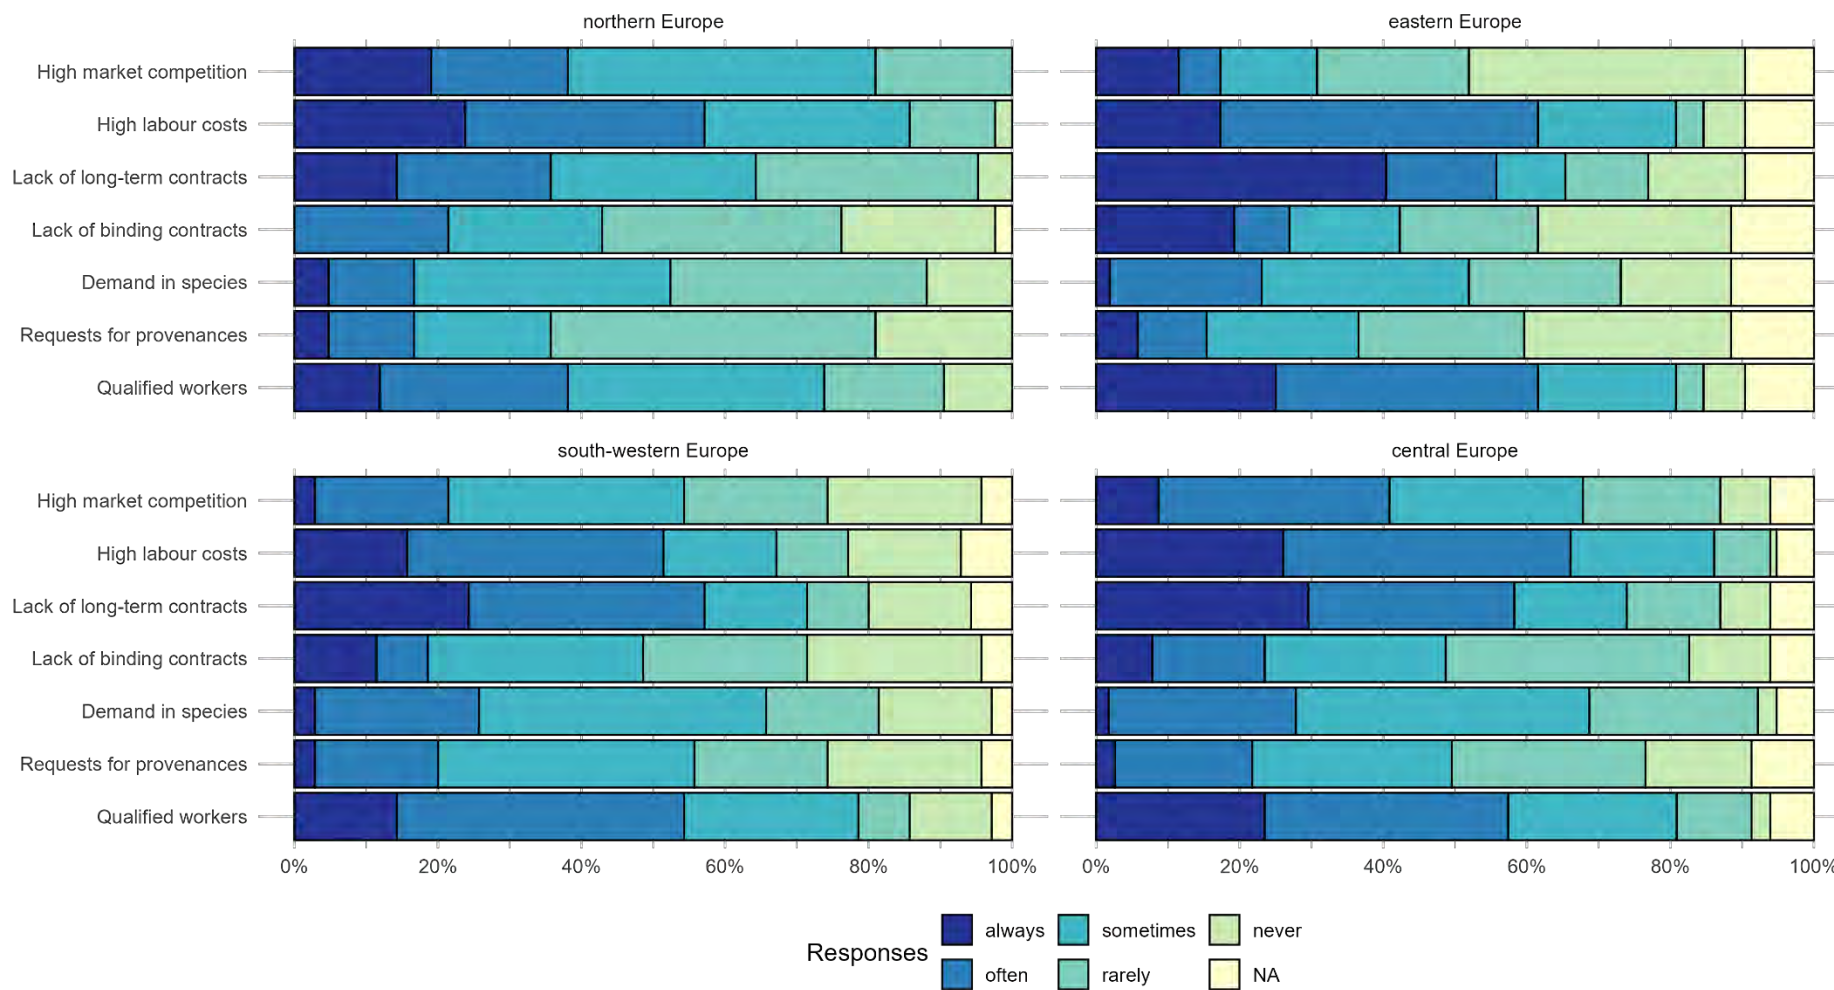 northern Europe
eastern Europe
High market competition
High labour costs
Lack of long-term contracts
Lack of binding contracts
Demand in species
Requests for provenances
Qualified workers
south-western Europe
central Europe
High market competition
High labour costs
Lack of long-term contracts
Lack of binding contracts
Demand in species
Requests for provenances
Qualified workers
0% 20% 40% 60% 80% 100% 0% 20% 40% 60% 80% 100%
Responses
always sometimes never
often rarely NA